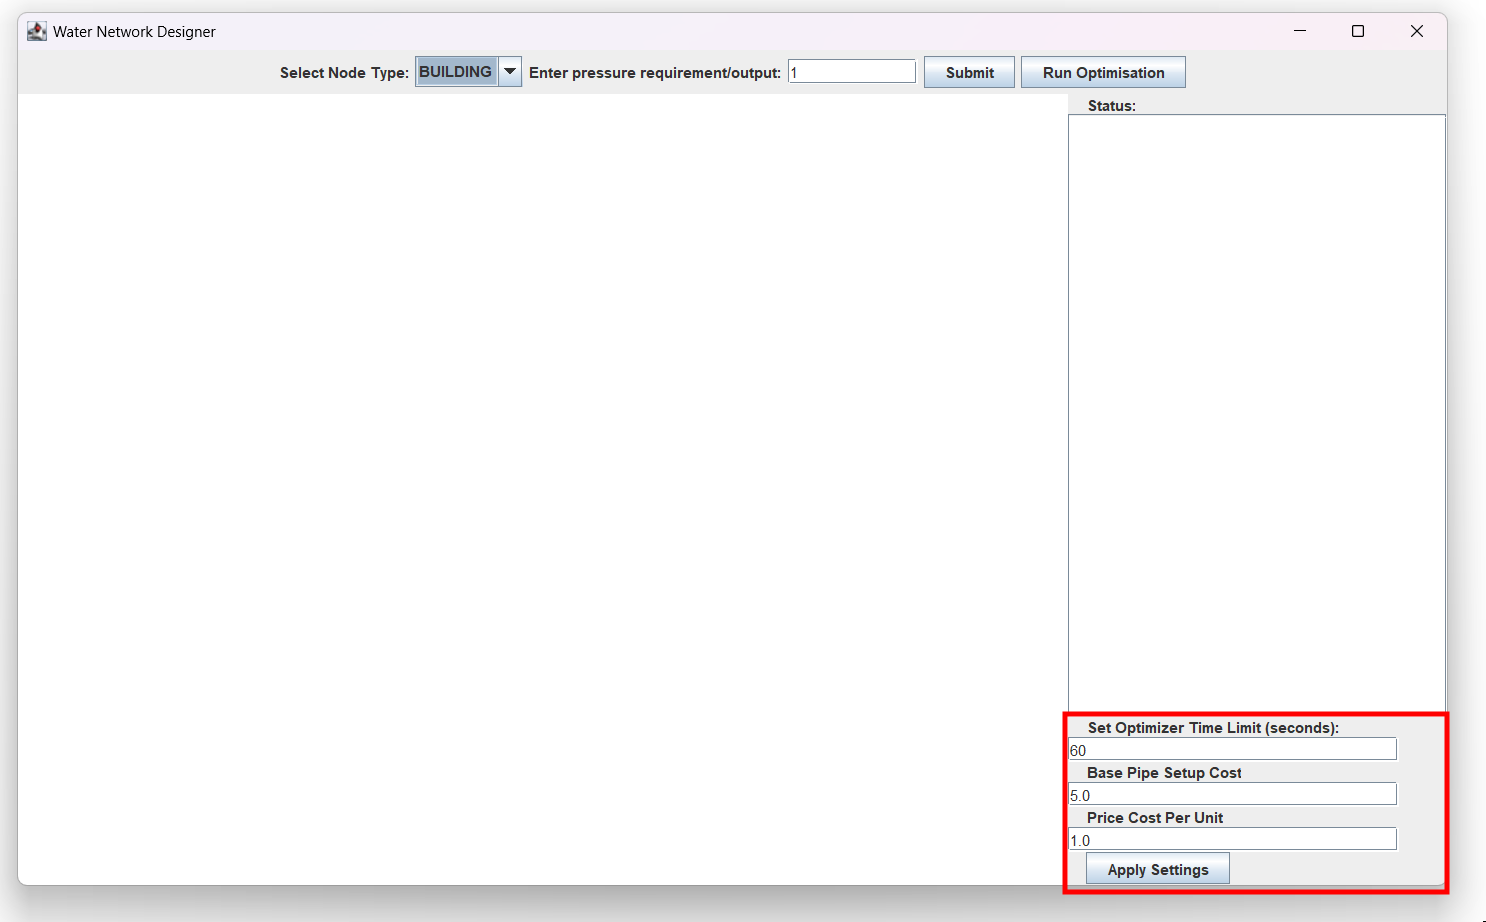 Water Network Designer
Select Node Type: BUILDING Enter pressure requirement/output: 1 Submit Run Optimisation
Status:
Set Optimizer Time Limit (seconds):
60
Base Pipe Setup Cost
5.0
Price Cost Per Unit
1.0
Apply Settings